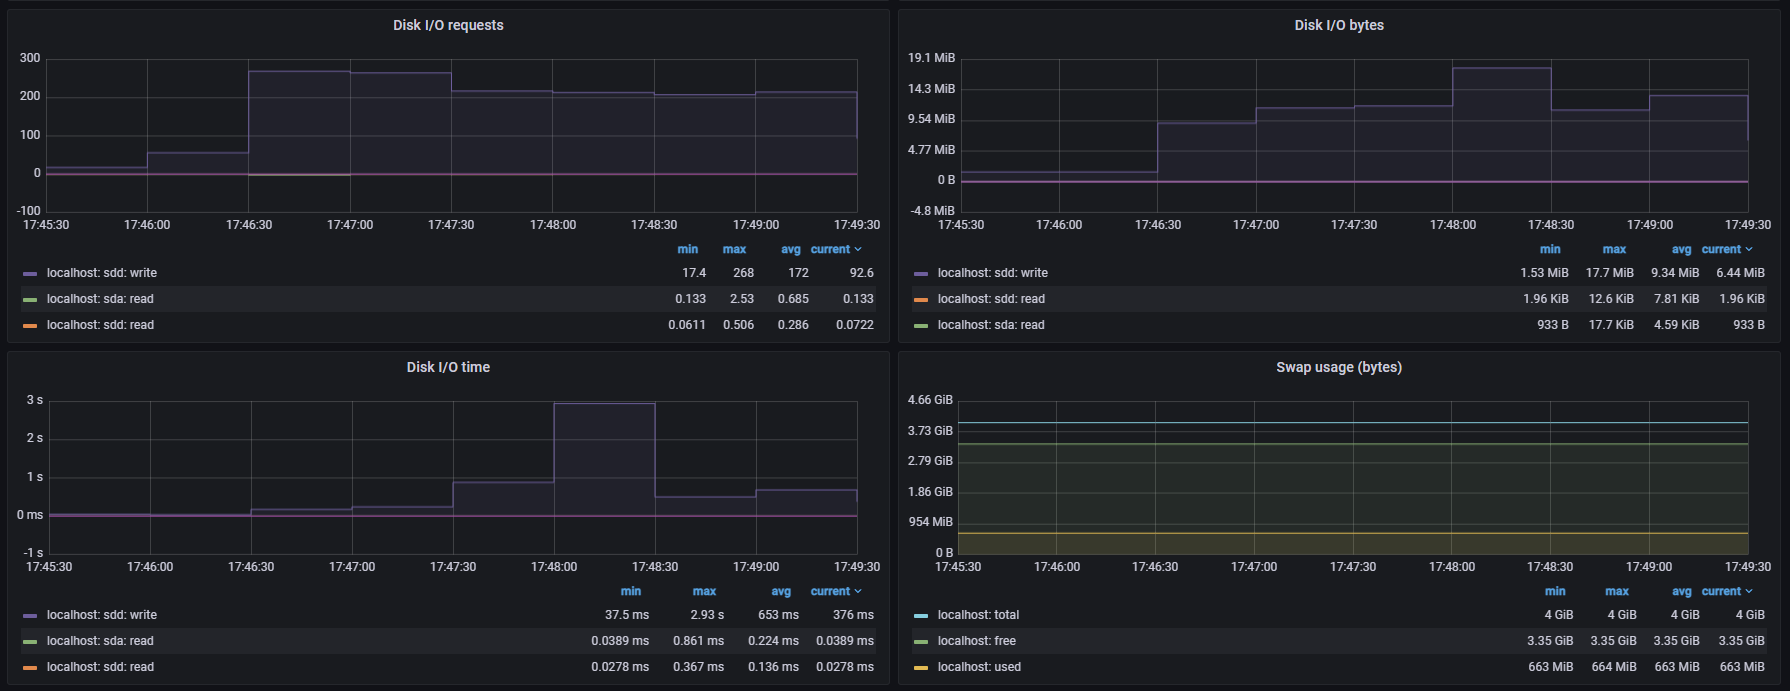 Disk I/O requests
300
200
100
0
-100
17:45:30 17:46:00 17:46:30 17:47:00 17:47:30 17:48:00 17:48:30 17:49:00 17:49:30
min max avg current
localhost: sdd: write 17.4 268 172 92.6
localhost: sda: read 0.133 2.53 0.685 0.133
localhost: sdd: read 0.0611 0.506 0.286 0.0722
Disk I/O bytes
19.1 MiB
14.3 MiB
9.54 MiB
4.77 MiB
0 B
-4.8 MiB
17:45:30 17:46:00 17:46:30 17:47:00 17:47:30 17:48:00 17:48:30 17:49:00 17:49:30
min max avg current
localhost: sdd: write 1.53 MiB 17.7 MiB 9.34 MiB 6.44 MiB
localhost: sdd: read 1.96 KiB 12.6 KiB 7.81 KiB 1.96 KiB
localhost: sda: read 933 B 17.7 KiB 4.59 KiB 933 B
Disk I/O time
3 s
2 s
1 s
0 ms
-1 s
17:45:30 17:46:00 17:46:30 17:47:00 17:47:30 17:48:00 17:48:30 17:49:00 17:49:30
min max avg current
localhost: sdd: write 37.5 ms 2.93 s 653 ms 376 ms
localhost: sda: read 0.0389 ms 0.861 ms 0.224 ms 0.0389 ms
localhost: sdd: read 0.0278 ms 0.367 ms 0.136 ms 0.0278 ms
Swap usage (bytes)
4.66 GiB
3.73 GiB
2.79 GiB
1.86 GiB
954 MiB
0 B
17:45:30 17:46:00 17:46:30 17:47:00 17:47:30 17:48:00 17:48:30 17:49:00 17:49:30
min max avg current
localhost: total 4 GiB 4 GiB 4 GiB 4 GiB
localhost: free 3.35 GiB 3.35 GiB 3.35 GiB 3.35 GiB
localhost: used 663 MiB 664 MiB 663 MiB 663 MiB